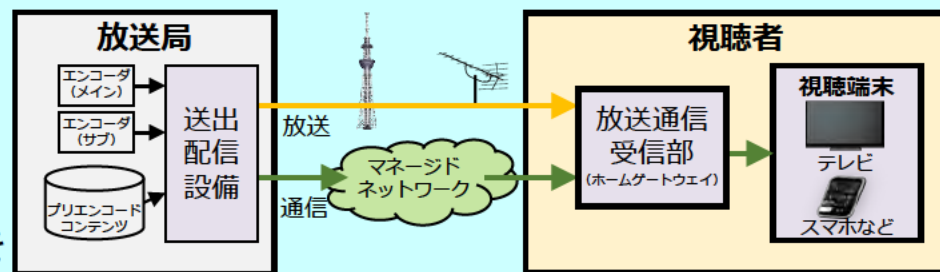 放送局
エンコーダ
(メイン)
エンコーダ
(サブ)
プリエンコード
コンテンツ
送出
配信
設備
放送
通信
マネージド
ネットワーク
視聴者
放送通信
受信部
(ホームゲートウェイ)
視聴端末
テレビ
スマホなど